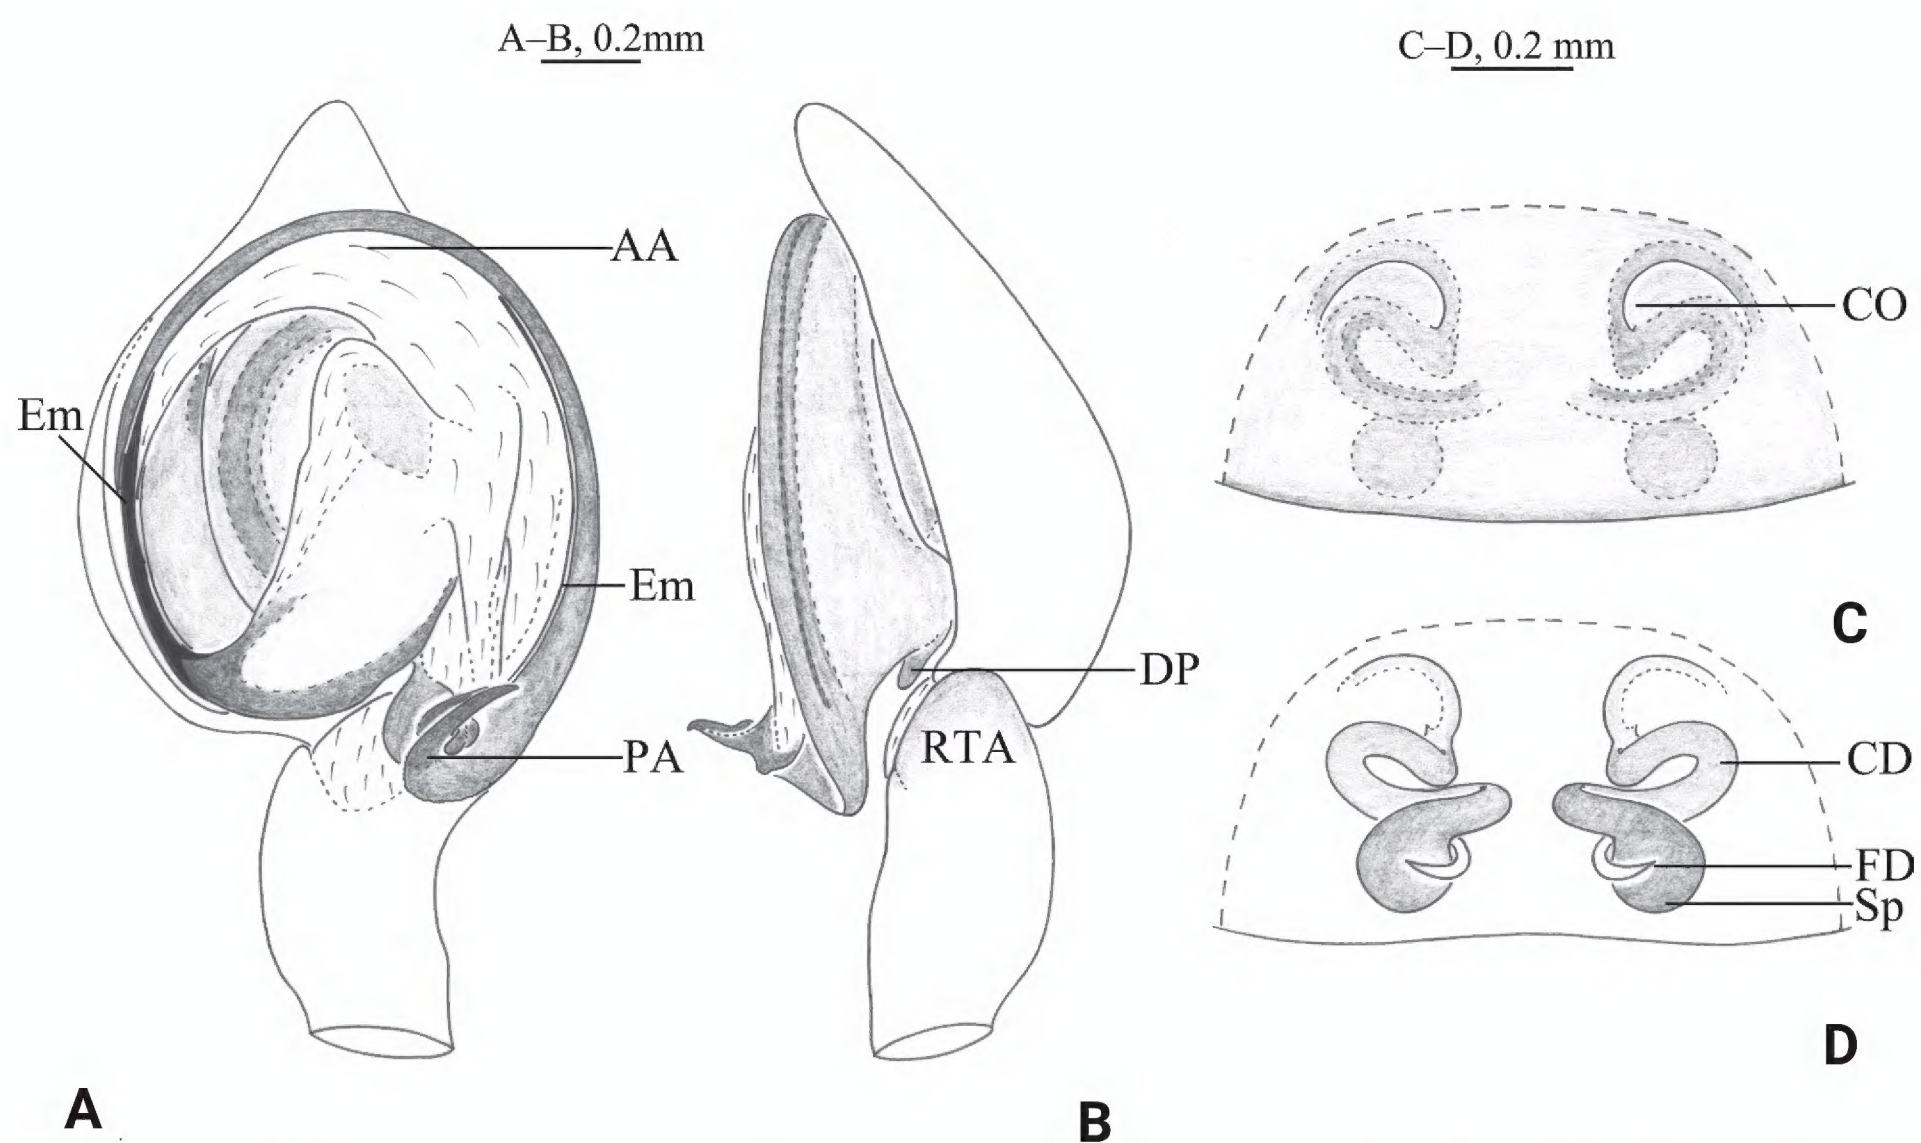 A–B, 0.2mm
C–D, 0.2 mm
AA
CO
Em
Em
C
DP
PA
RTA
CD
FD
Sp
D
A
B